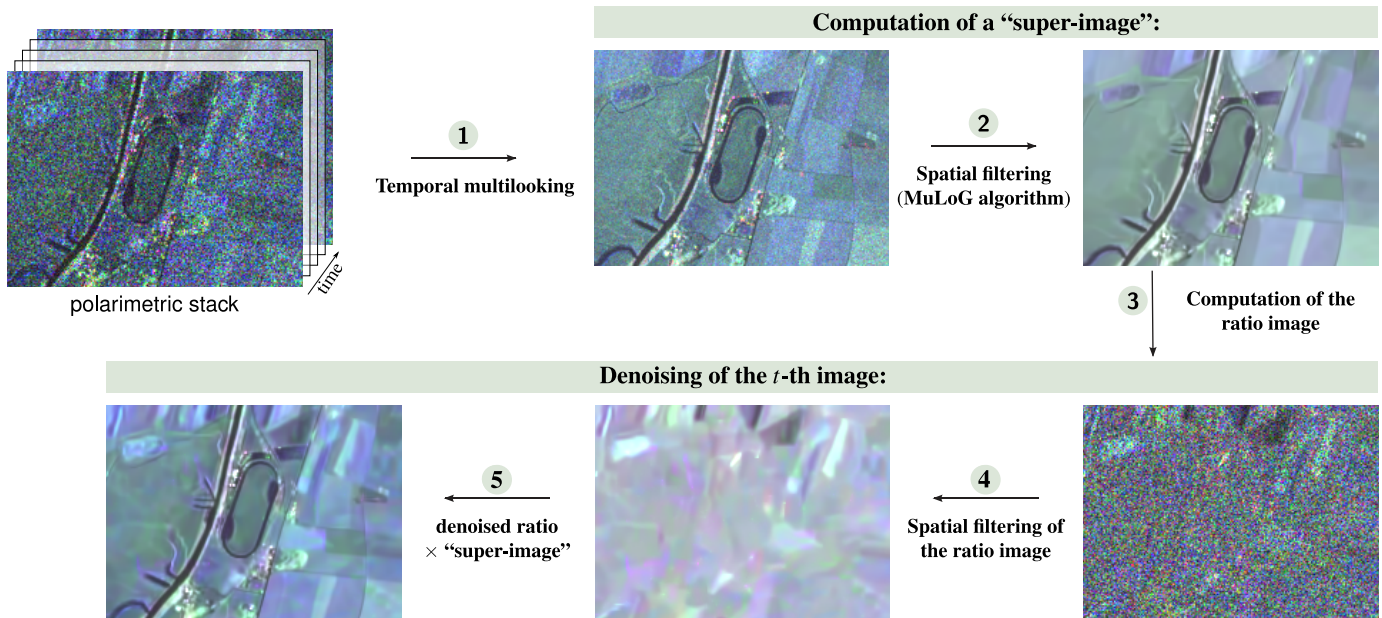 Computation of a “super-image”:
1
Temporal multilooking
2
Spatial filtering
(MuLoG algorithm)
time
polarimetric stack
3
Computation of the
ratio image
Denoising of the t-th image:
5
denoised ratio
× “super-image”
4
Spatial filtering of
the ratio image